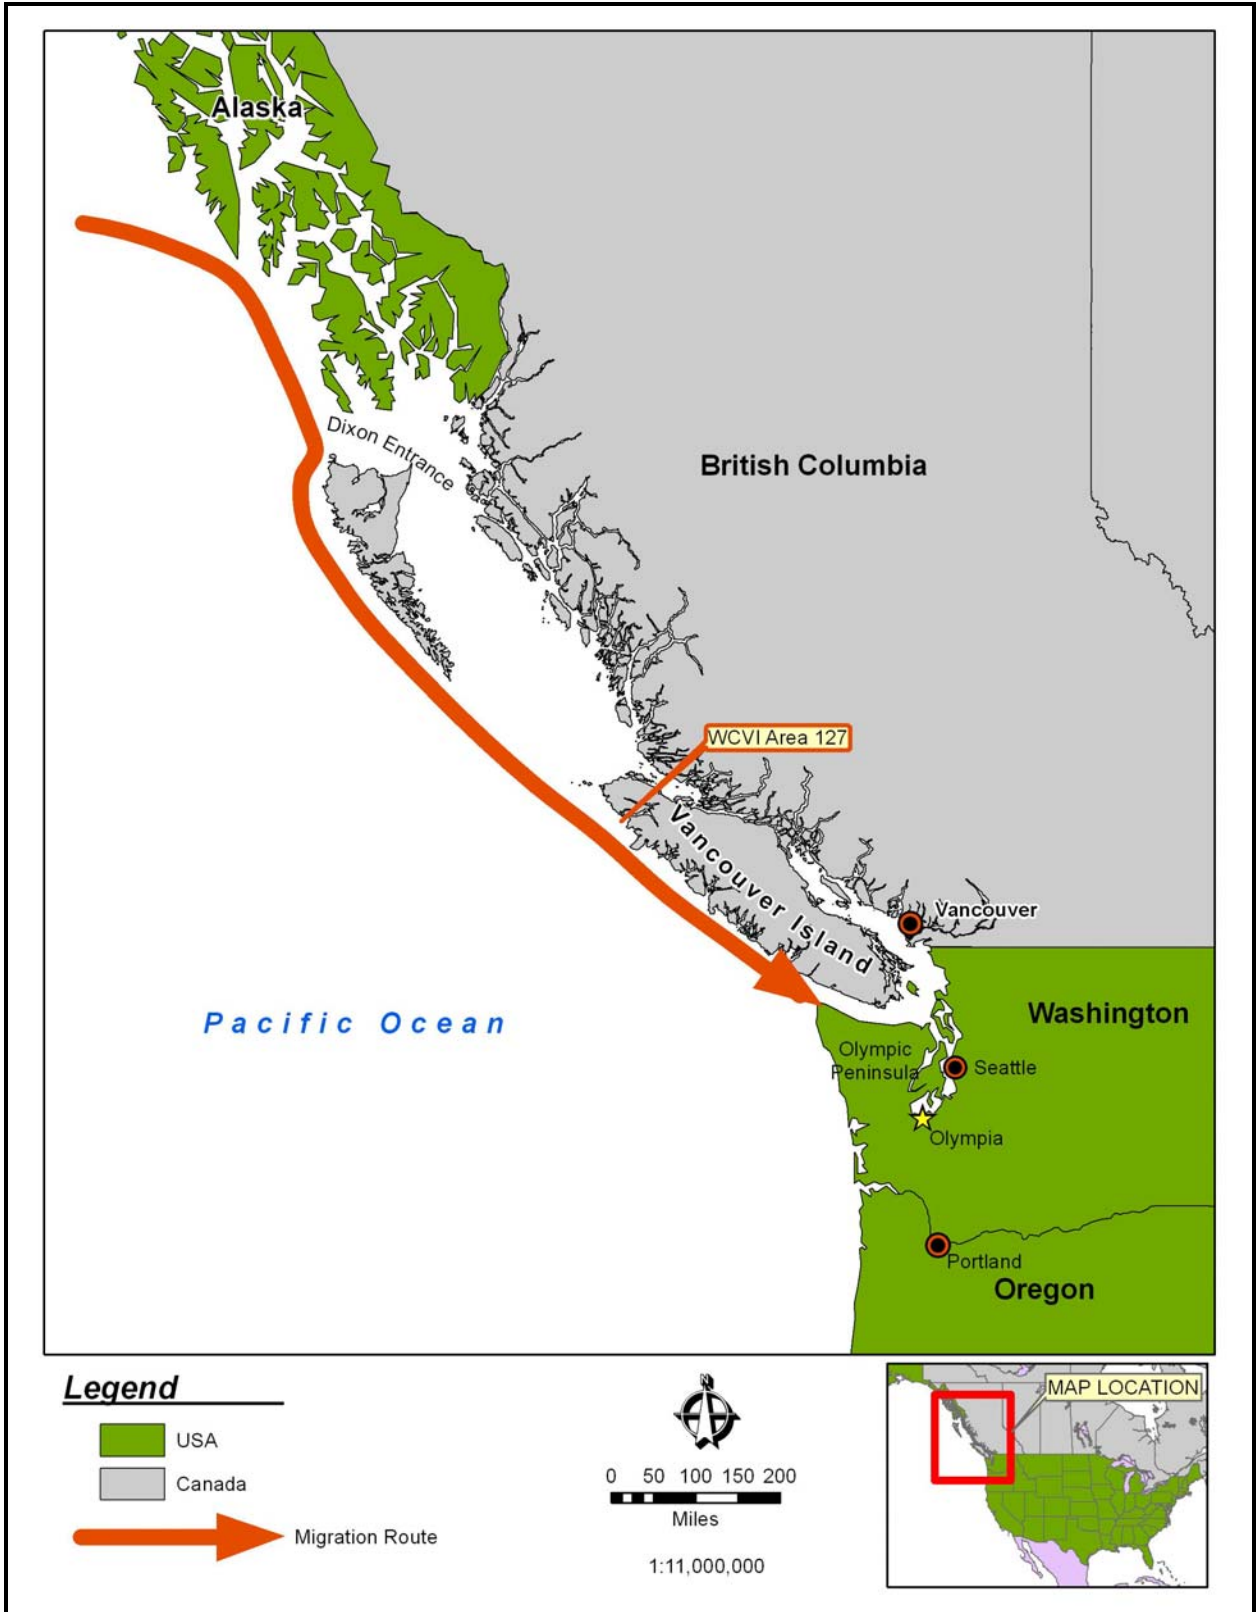 Alaska
Dixon Entrance
British Columbia
WCVI Area 127
Vancouver Island
Vancouver
Pacific Ocean
Washington
Olympic
Peninsula
Seattle
Olympia
Portland
Oregon
Legend
USA
Canada
Migration Route
N
0 50 100 150 200
Miles
1:11,000,000
MAP LOCATION